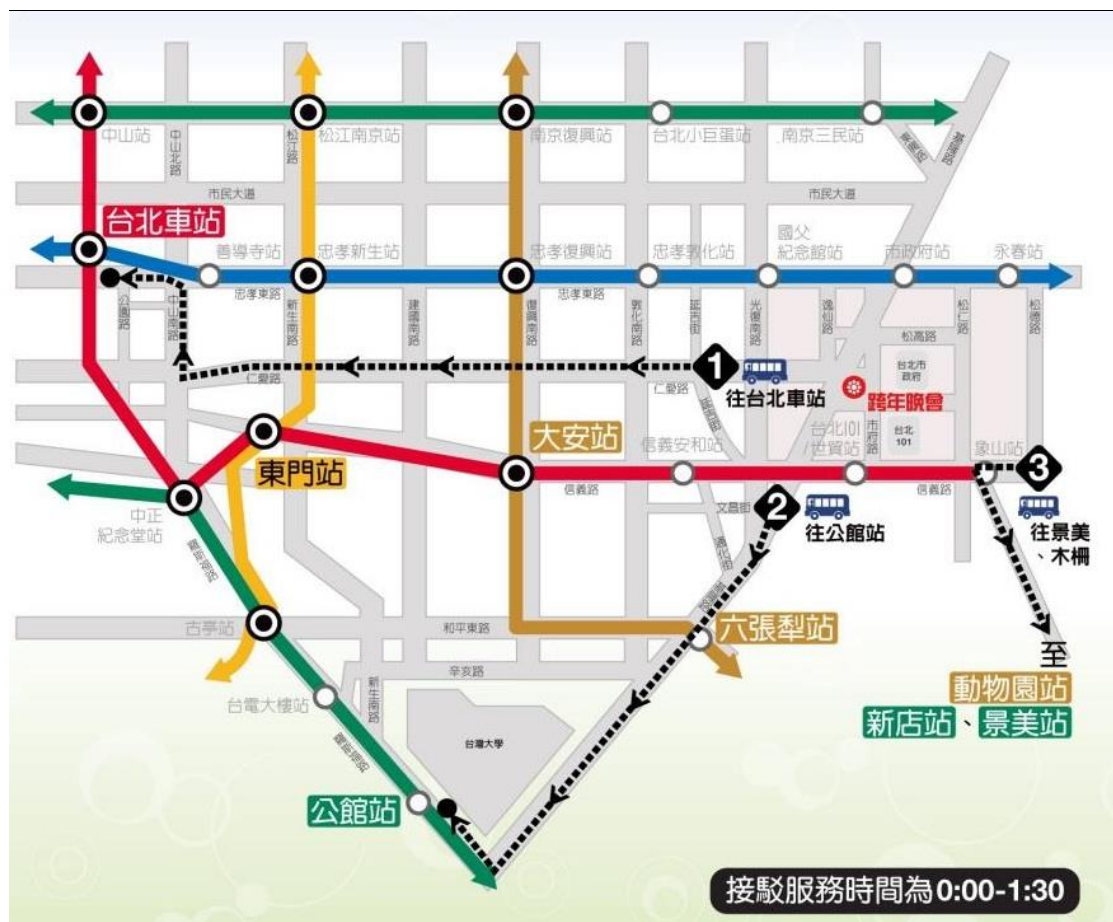 中山站
中山北路
松江路
松江南京站
南京復興站
台北小巨蛋站
南京三民站
基隆路
市民大道
市民大道
台北車站
善導寺站
忠孝新生站
忠孝復興站
忠孝敦化站
國父
紀念館站
市政府站
永春站
忠孝東路
忠孝東路
公園路
中山南路
新生南路
建國南路
復興南路
敦化南路
延吉街
光復南路
逸仙路
松仁路
松德路
松高路
台北市
政府
仁愛路
1
仁愛路
往台北車站
延吉街
跨年晚會
市府路
台北
101
東門站
大安站
信義安和站
台北101
/世貿站
象山站
3
信義路
信義路
中正
紀念堂站
文昌街
2
往公館站
往景美
、木柵
羅斯福路
通化街
基隆路
古亭站
和平東路
六張犁站
至
辛亥路
動物園站
新店站、景美站
台電大樓站
新生南路
羅斯福路
台灣大學
公館站
接駁服務時間為0:00-1:30